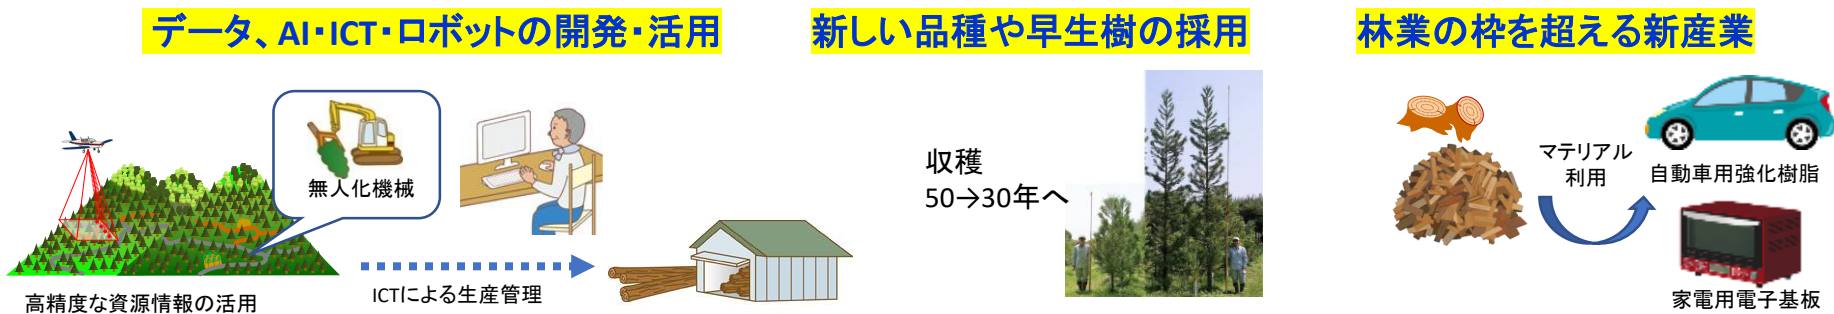 データ、AI・ICT・ロボットの開発・活用
無人化機械
高精度な資源情報の活用
ICTによる生産管理
新しい品種や早生樹の採用
収穫
50→30年へ
林業の枠を超える新産業
マテリアル
利用
自動車用強化樹脂
家電用電子基板